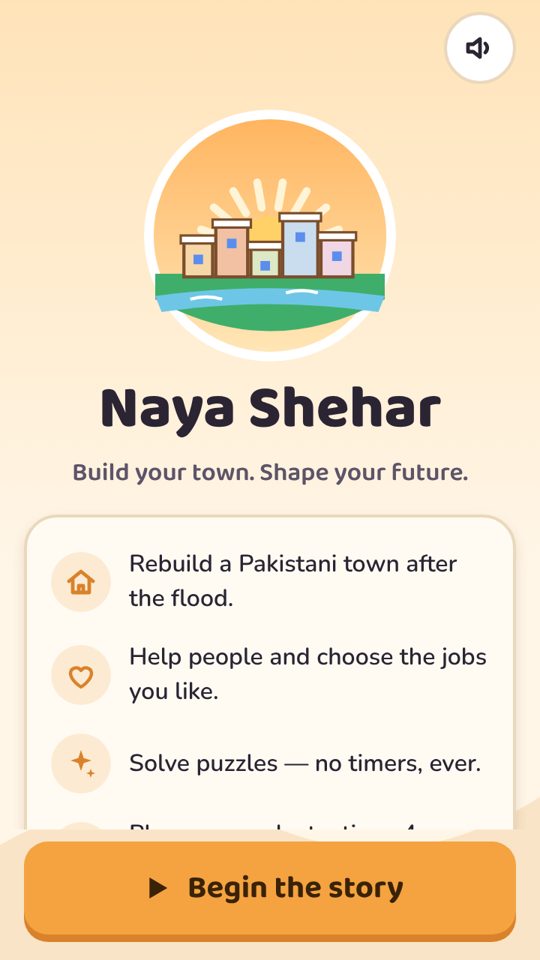 Naya Shehar
Build your town. Shape your future.
Rebuild a Pakistani town after
the flood.
Help people and choose the jobs
you like.
Solve puzzles — no timers, ever.
Begin the story